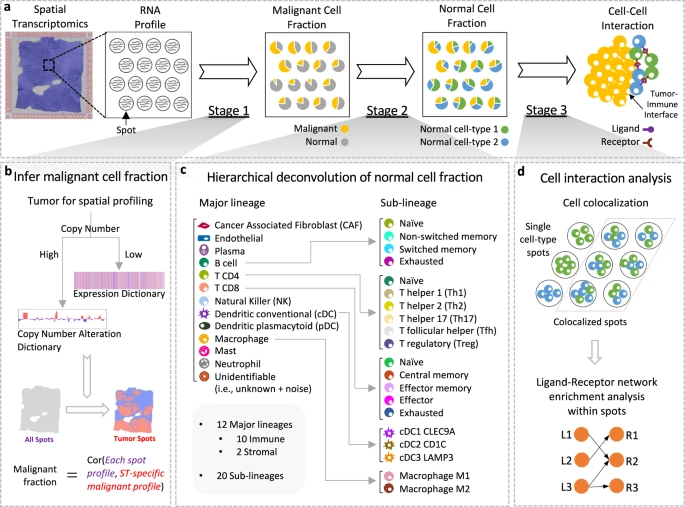 a
Spatial
Transcriptomics
RNA
Profile
Malignant Cell
Fraction
Normal Cell
Fraction
Cell-Cell
Interaction
Spot
Stage 1
Malignant
Normal
Stage 2
Normal cell-type 1
Normal cell-type 2
Stage 3
Tumor-
Immune
Interface
Ligand
Receptor
b
Infer malignant cell fraction
Tumor for spatial profiling
Copy Number
High
Low
Expression Dictionary
Copy Number Alteration
Dictionary
All Spots
Tumor Spots
Malignant
fraction
=
Cor(Each spot
profile, ST-specific
malignant profile)
c
Hierarchical deconvolution of normal cell fraction
Major lineage
Cancer Associated Fibroblast (CAF)
Endothelial
Plasma
B cell
T CD4
T CD8
Natural Killer (NK)
Dendritic conventional (cDC)
Dendritic plasmacytoid (pDC)
Macrophage
Mast
Neutrophil
Unidentifiable
(i.e., unknown + noise)
• 12 Major lineages
• 10 Immune
• 2 Stromal
• 20 Sub-lineages
Sub-lineage
Naïve
Non-switched memory
Switched memory
Exhausted
Naïve
T helper 1 (Th1)
T helper 2 (Th2)
T helper 17 (Th17)
T follicular helper (Tfh)
T regulatory (Treg)
Naïve
Central memory
Effector memory
Effector
Exhausted
cDC1 CLEC9A
cDC2 CD1C
cDC3 LAMP3
Macrophage M1
Macrophage M2
d
Cell interaction analysis
Cell colocalization
Single
cell-type
spots
Colocalized spots
Ligand-Receptor network
enrichment analysis
within spots
L1
R1
L2
R2
L3
R3